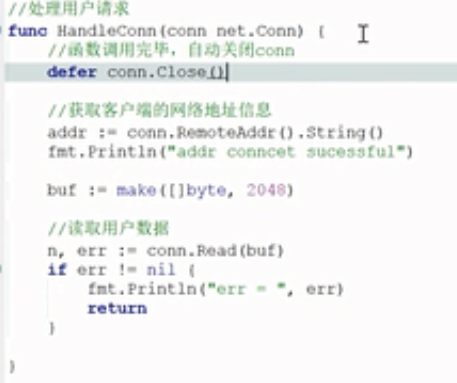 //处理用户请求
func HandleConn(conn net.Conn) {
//函数调用完毕，自动关闭conn
defer conn.Close()
//获取客户端的网络地址信息
addr := conn.RemoteAddr().String()
fmt.Println("addr conncet sucessful")
buf := make([]byte, 2048)
//读取用户数据
n, err := conn.Read(buf)
if err != nil {
fmt.Println("err = ", err)
return
}
}